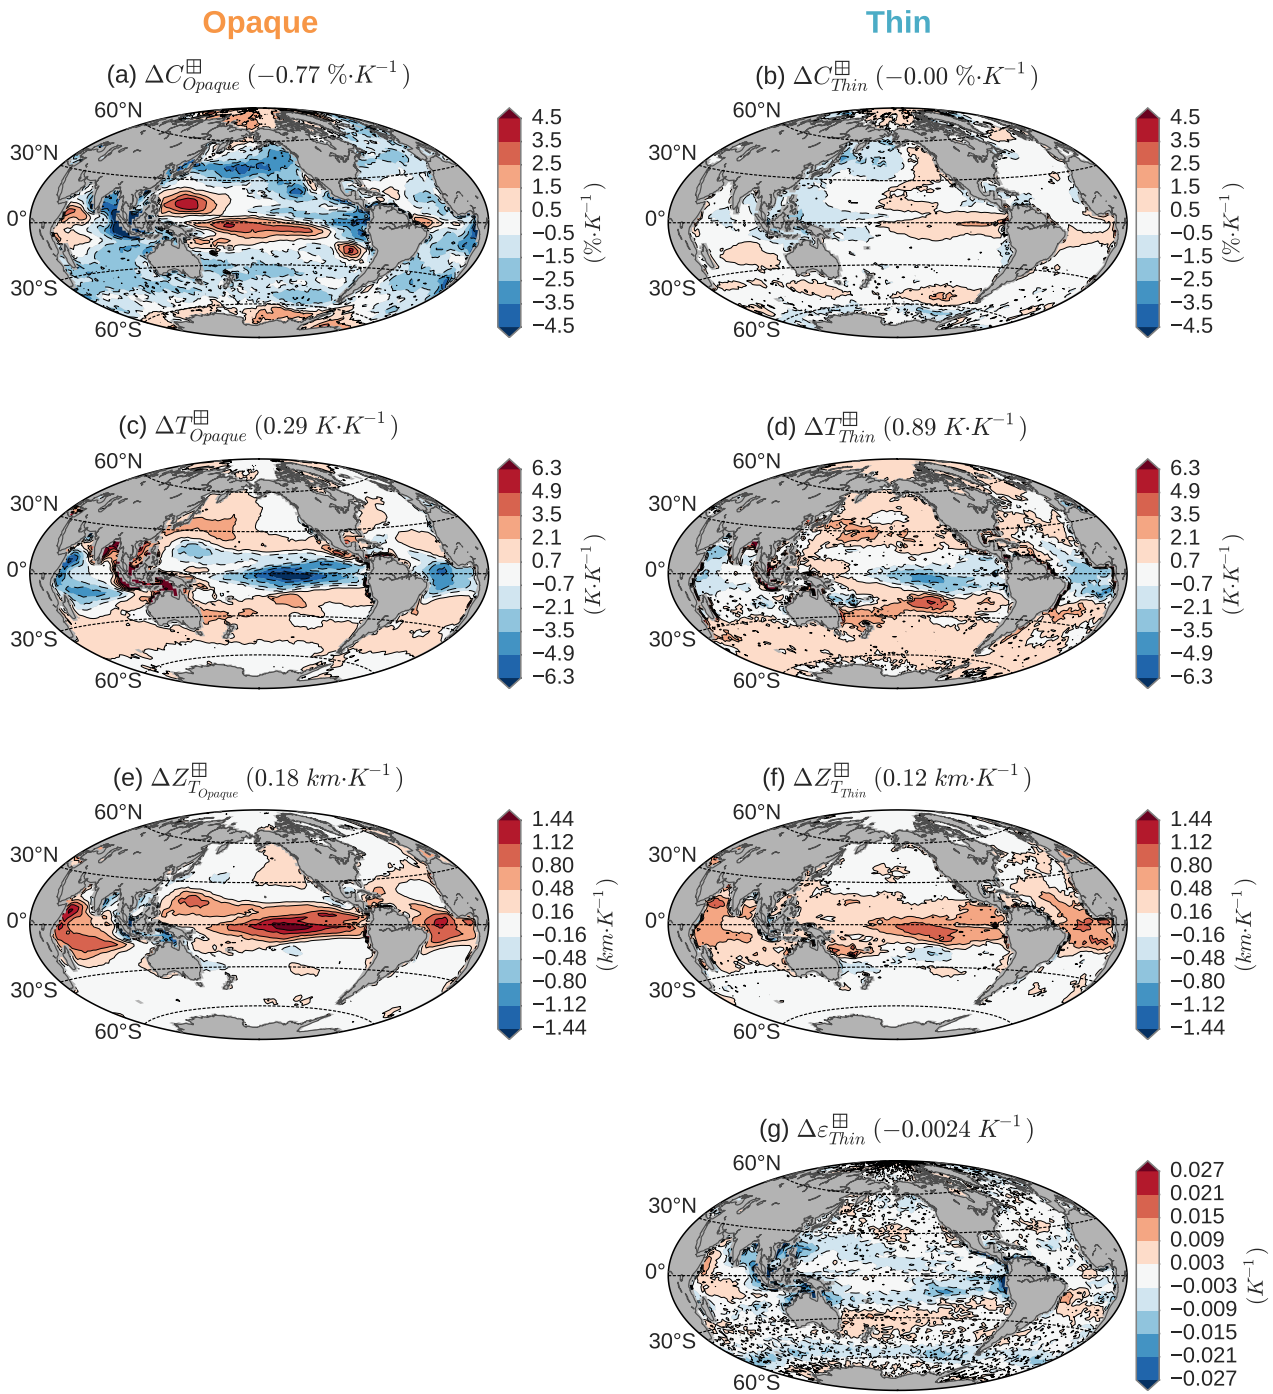 Opaque Thin
(a) ΔC⊞Opaque (−0.77 %·K−1) (b) ΔC⊞Thin (−0.00 %·K−1)
60°N
30°N
0°
30°S
60°S
4.5
3.5
2.5
1.5
0.5
−0.5
−1.5
−2.5
−3.5
−4.5
(%·K−1)
60°N
30°N
0°
30°S
60°S
4.5
3.5
2.5
1.5
0.5
−0.5
−1.5
−2.5
−3.5
−4.5
(%·K−1)
(c) ΔT⊞Opaque (0.29 K·K−1) (d) ΔT⊞Thin (0.89 K·K−1)
60°N
30°N
0°
30°S
60°S
6.3
4.9
3.5
2.1
0.7
−0.7
−2.1
−3.5
−4.9
−6.3
(K·K−1)
60°N
30°N
0°
30°S
60°S
6.3
4.9
3.5
2.1
0.7
−0.7
−2.1
−3.5
−4.9
−6.3
(K·K−1)
(e) ΔZ⊞TOpaque (0.18 km·K−1) (f) ΔZ⊞TThin (0.12 km·K−1)
60°N
30°N
0°
30°S
60°S
1.44
1.12
0.80
0.48
0.16
−0.16
−0.48
−0.80
−1.12
−1.44
(km·K−1)
60°N
30°N
0°
30°S
60°S
1.44
1.12
0.80
0.48
0.16
−0.16
−0.48
−0.80
−1.12
−1.44
(km·K−1)
(g) Δε⊞Thin (−0.0024 K−1)
60°N
30°N
0°
30°S
60°S
0.027
0.021
0.015
0.009
0.003
−0.003
−0.009
−0.015
−0.021
−0.027
(K−1)